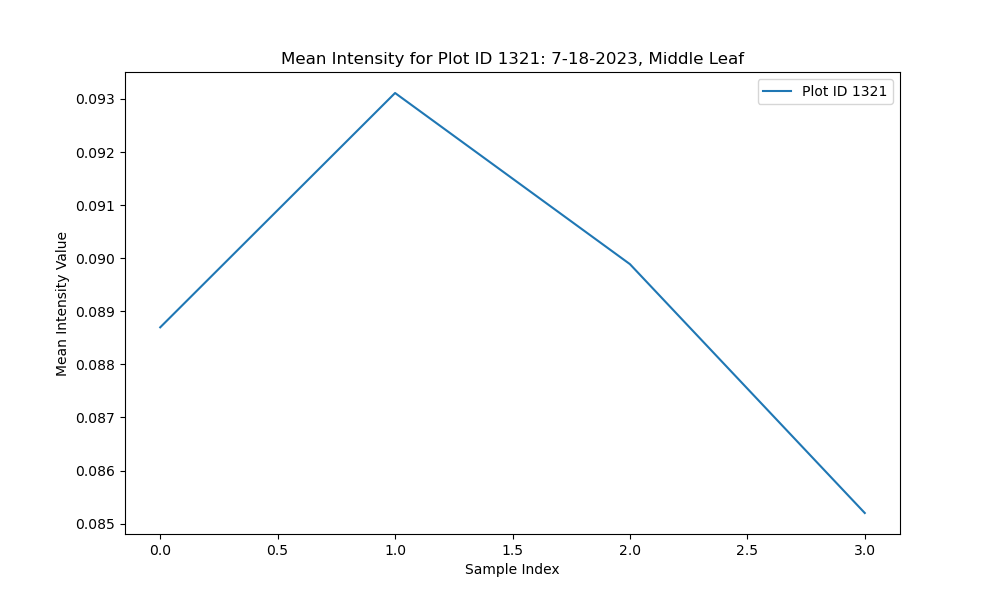 Mean Intensity for Plot ID 1321: 7-18-2023, Middle Leaf
Plot ID 1321
Mean Intensity Value
0.093
0.092
0.091
0.090
0.089
0.088
0.087
0.086
0.085
0.0 0.5 1.0 1.5 2.0 2.5 3.0
Sample Index